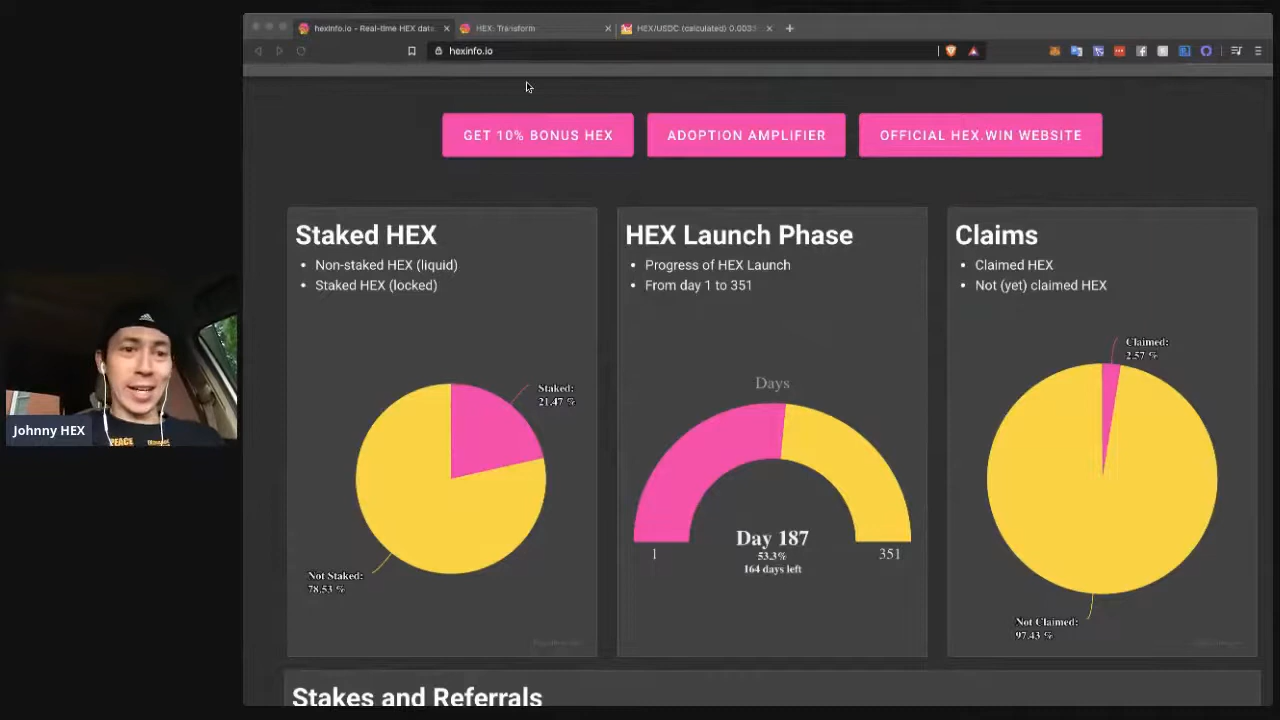 hexinfo.io - Real-time HEX data
HEX: Transform
HEX/USDC (calculated) 0.003
hexinfo.io
GET 10% BONUS HEX
ADOPTION AMPLIFIER
OFFICIAL HEX.WIN WEBSITE
Staked HEX
Non-staked HEX (liquid)
Staked HEX (locked)
Staked:
21.47 %
Not Staked:
78.53 %
HEX Launch Phase
Progress of HEX Launch
From day 1 to 351
Days
Day 187
53.3%
164 days left
1
351
Claims
Claimed HEX
Not (yet) claimed HEX
Claimed:
2.57 %
Not Claimed:
97.43 %
Johnny HEX
PEACE
Stakes and Referrals